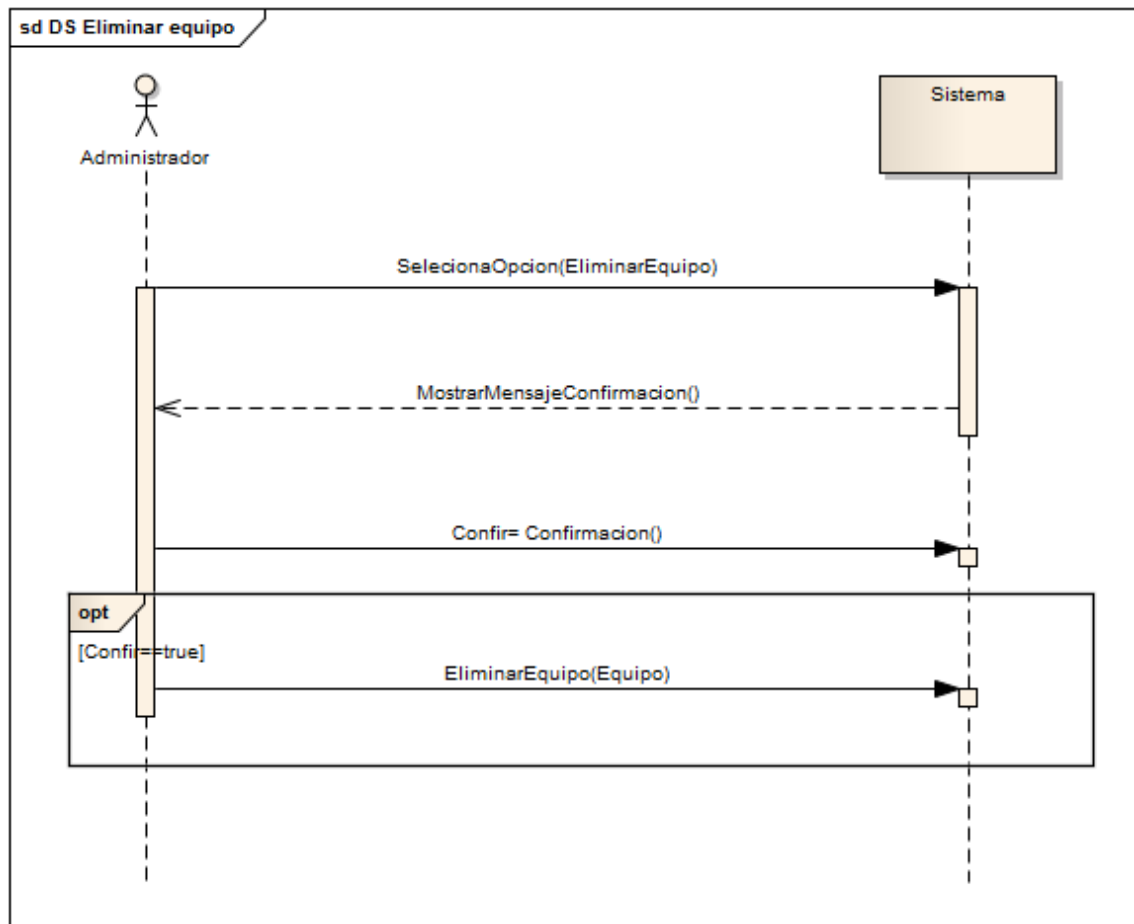 sd DS Eliminar equipo
Administrador
Sistema
SelecionaOpcion(EliminarEquipo)
MostrarMensajeConfirmacion()
Confir= Confirmacion()
opt
[Confir==true]
EliminarEquipo(Equipo)